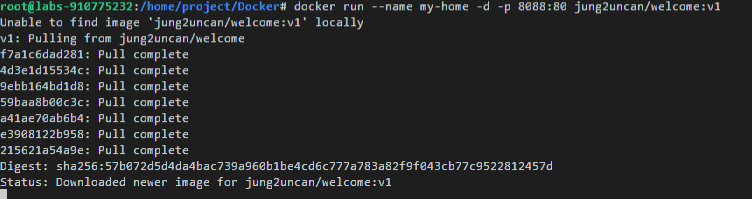 root@labs-910775232:/home/project/Docker# docker run --name my-home -d -p 8088:80 jung2uncan/welcome:v1
Unable to find image 'jung2uncan/welcome:v1' locally
v1: Pulling from jung2uncan/welcome
f7a1c6dad281: Pull complete
4d3e1d15534c: Pull complete
9ebb164bd1d8: Pull complete
59baa8b00c3c: Pull complete
a41ae70ab6b4: Pull complete
e3908122b958: Pull complete
215621a54a9e: Pull complete
Digest: sha256:57b072d5d4da4bac739a960b1be4cd6c777a783a82f9f043cb77c9522812457d
Status: Downloaded newer image for jung2uncan/welcome:v1